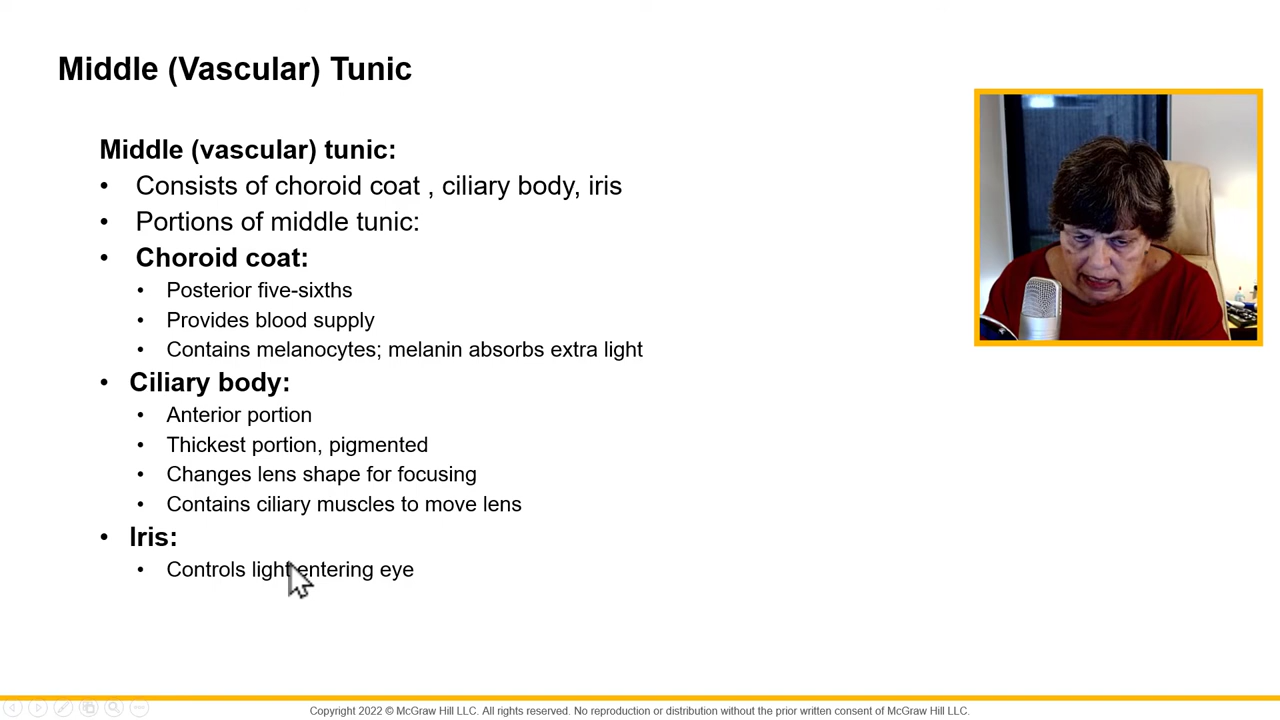 Middle (Vascular) Tunic
Middle (vascular) tunic:
• Consists of choroid coat , ciliary body, iris
• Portions of middle tunic:
• Choroid coat:
• Posterior five-sixths
• Provides blood supply
• Contains melanocytes; melanin absorbs extra light
• Ciliary body:
• Anterior portion
• Thickest portion, pigmented
• Changes lens shape for focusing
• Contains ciliary muscles to move lens
• Iris:
• Controls light entering eye
Copyright 2022 © McGraw Hill LLC. All rights reserved. No reproduction or distribution without the prior written consent of McGraw Hill LLC.